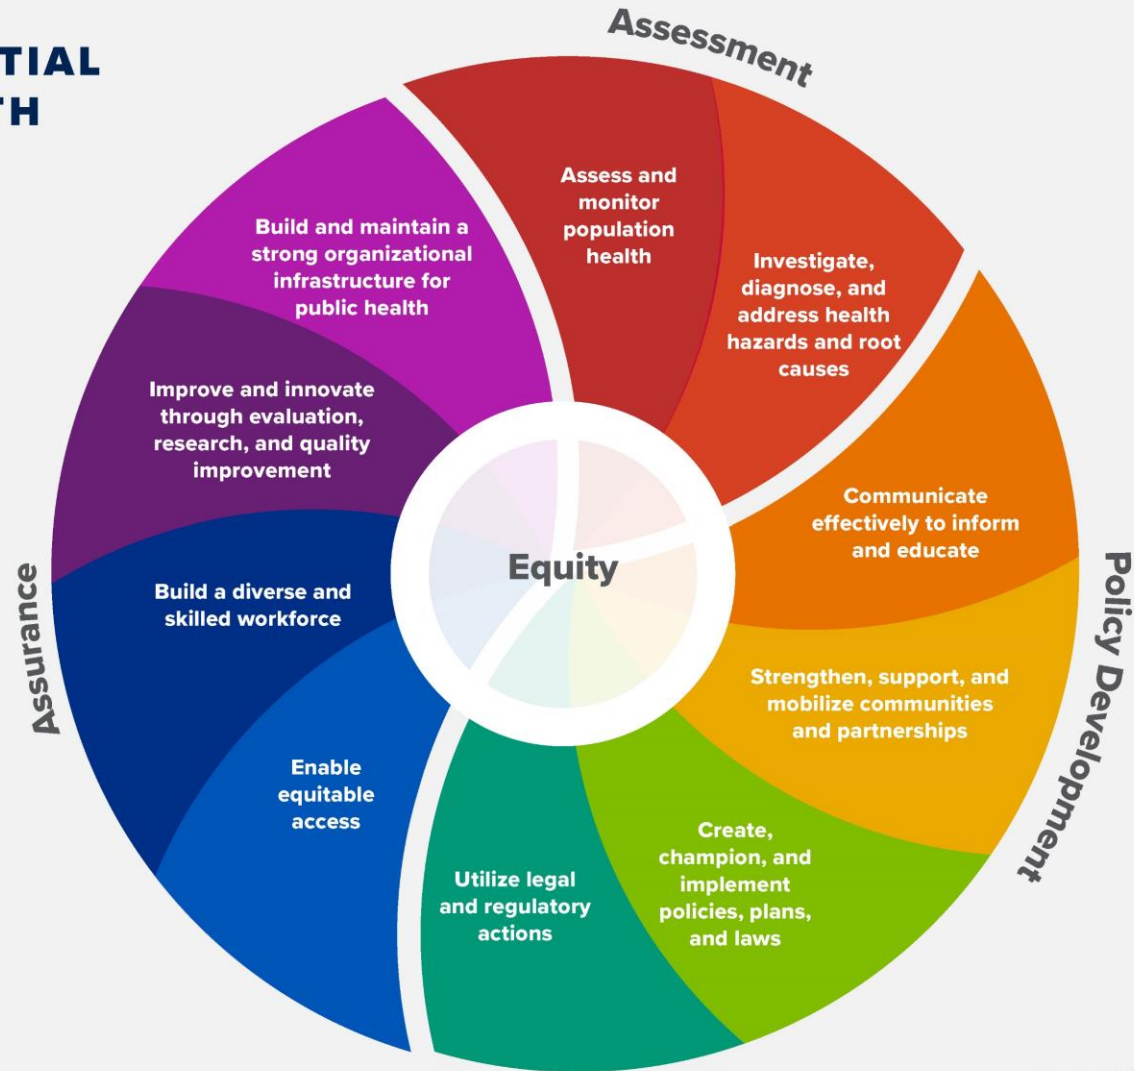 TIAL
TH
Assessment
Assess and
monitor
population
health
Investigate,
diagnose, and
address health
hazards and root
causes
Policy Development
Communicate
effectively to inform
and educate
Strengthen, support, and
mobilize communities
and partnerships
Create,
champion, and
implement
policies, plans,
and laws
Utilize legal
and regulatory
actions
Assurance
Enable
equitable
access
Build a diverse and
skilled workforce
Improve and innovate
through evaluation,
research, and quality
improvement
Build and maintain a
strong organizational
infrastructure for
public health
Equity